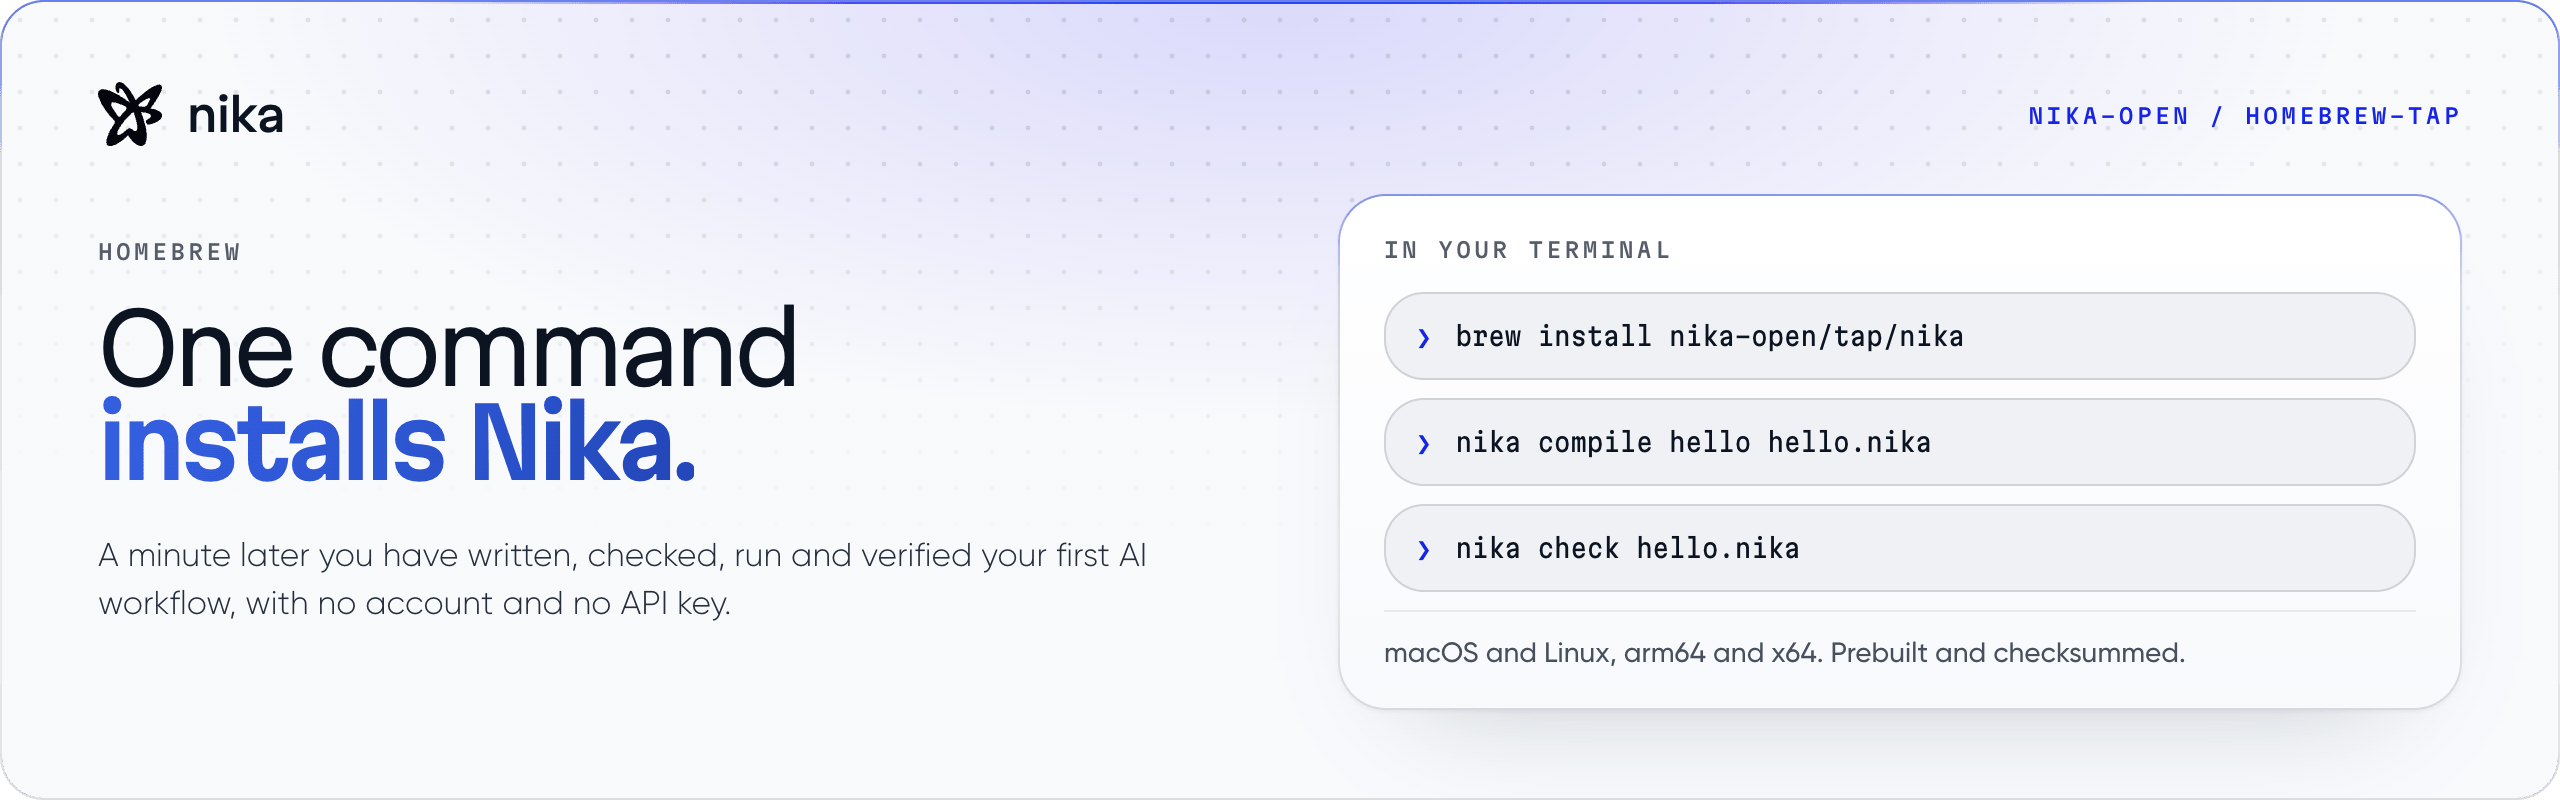 nika
NIKA-OPEN / HOMEBREW-TAP
HOMEBREW
One command
installs Nika.
A minute later you have written, checked, run and verified your first AI
workflow, with no account and no API key.
IN YOUR TERMINAL
❯ brew install nika-open/tap/nika
❯ nika compile hello hello.nika
❯ nika check hello.nika
macOS and Linux, arm64 and x64. Prebuilt and checksummed.